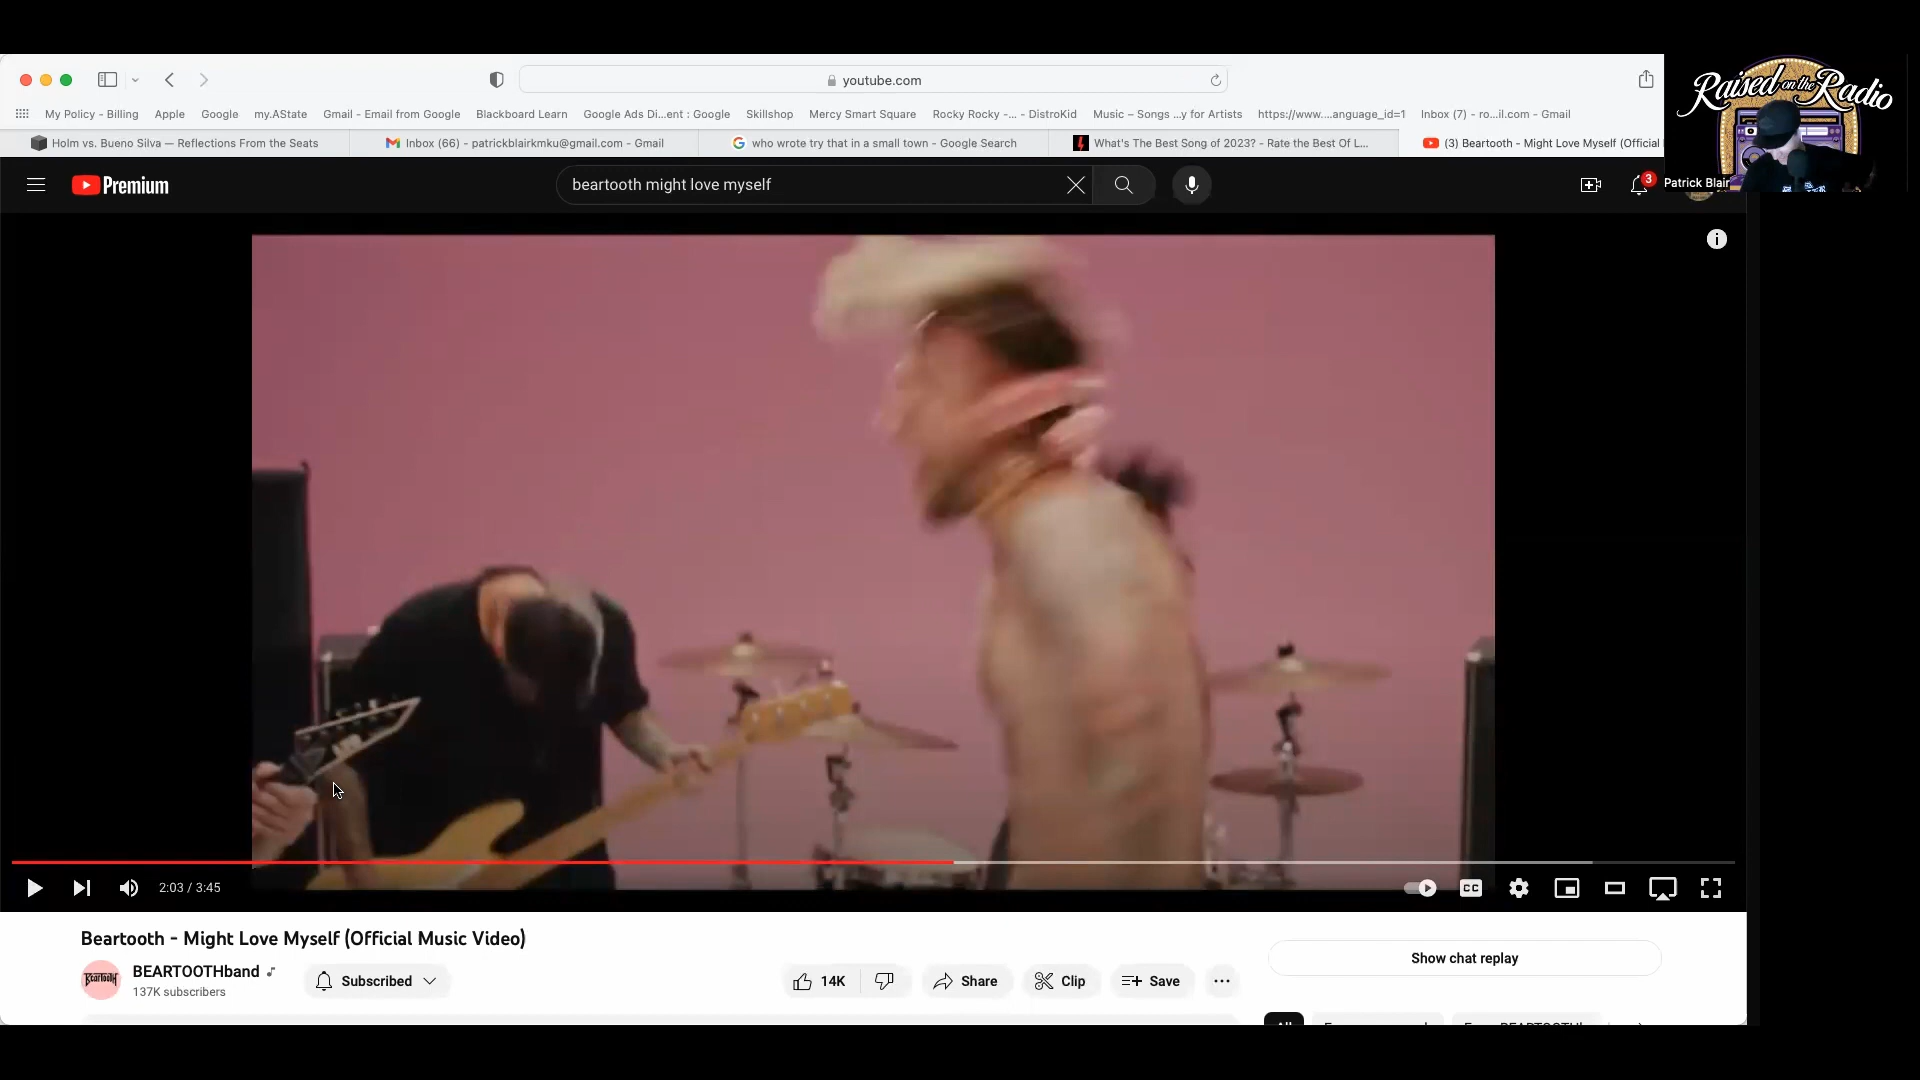 youtube.com
My Policy - Billing
Apple
Google
my.AState
Gmail - Email from Google
Blackboard Learn
Google Ads Di...ent : Google
Skillshop
Mercy Smart Square
Rocky Rocky -... - DistroKid
Music – Songs ...y for Artists
https://www....anguage_id=1
Inbox (7) - ro...il.com - Gmail
Raised on the Radio
Holm vs. Bueno Silva — Reflections From the Seats
Inbox (66) - patrickblairkmku@gmail.com - Gmail
who wrote try that in a small town - Google Search
What's The Best Song of 2023? - Rate the Best Of L...
(3) Beartooth - Might Love Myself (Official
Premium
beartooth might love myself
3
Patrick Blair
2:03 / 3:45
CC
Beartooth - Might Love Myself (Official Music Video)
BEARTOOTHband
137K subscribers
BEARTOOTH
Subscribed
14K
Share
Clip
Save
Show chat replay
All